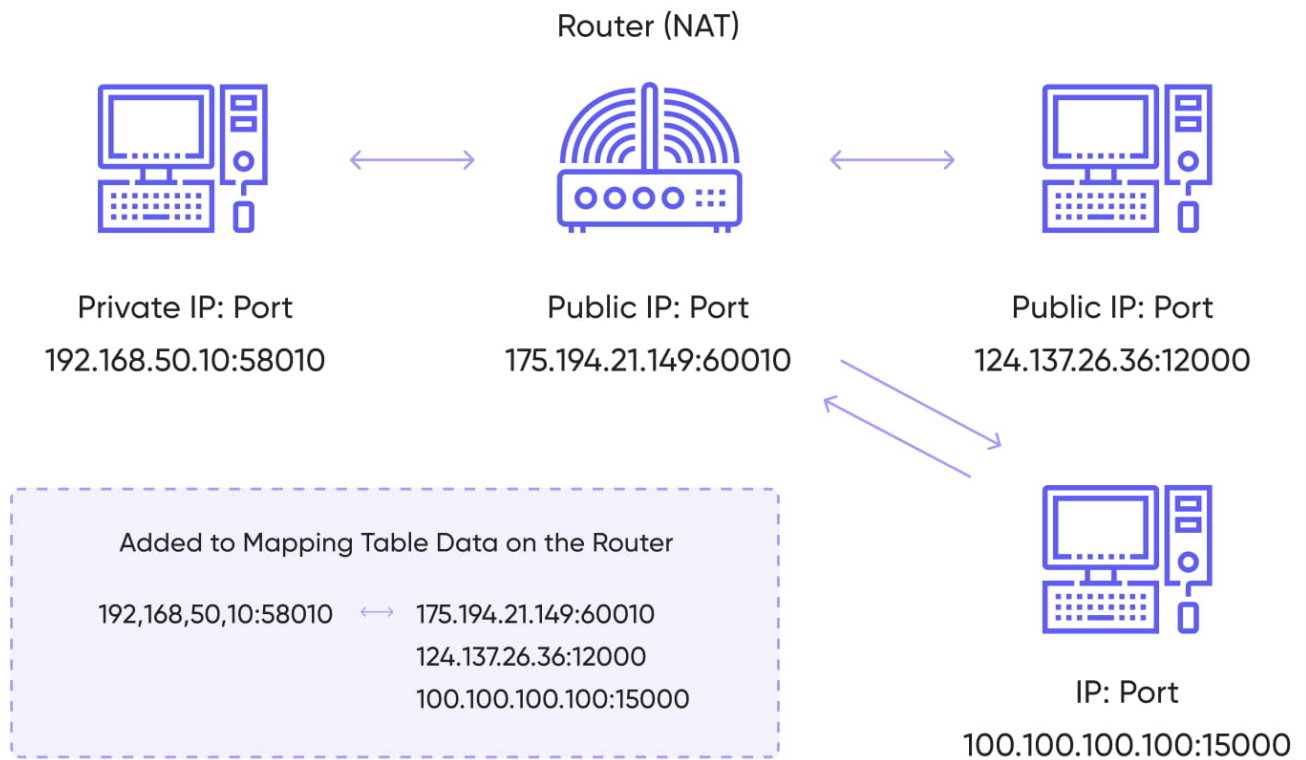 Router (NAT)
Private IP: Port
192.168.50.10:58010
Public IP: Port
175.194.21.149:60010
Public IP: Port
124.137.26.36:12000
Added to Mapping Table Data on the Router
192,168,50,10:58010
175.194.21.149:60010
124.137.26.36:12000
100.100.100.100:15000
IP: Port
100.100.100.100:15000